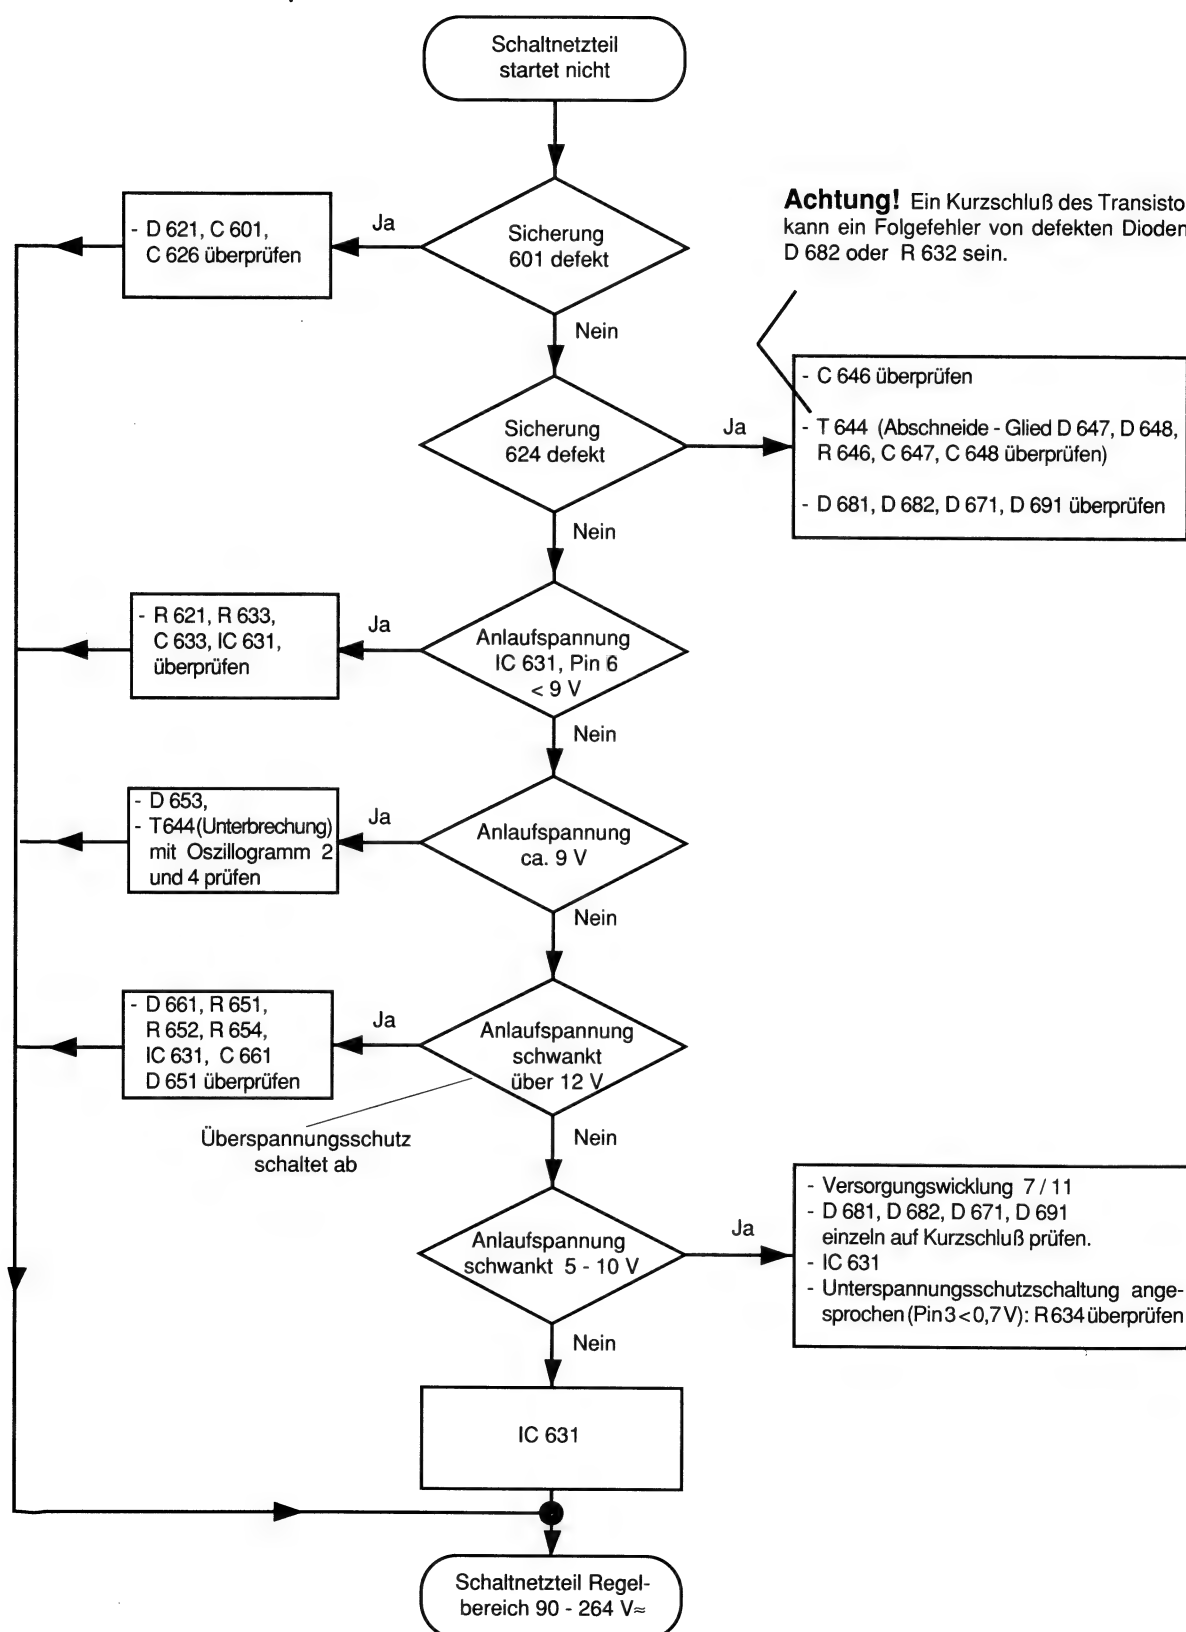 Schaltnetzteil
startet nicht
Achtung! Ein Kurzschluß des Transisto
kann ein Folgefehler von defekten Dioden
D 682 oder R 632 sein.
- D 621, C 601,
C 626 überprüfen
Ja
Sicherung
601 defekt
Nein
- C 646 überprüfen
- T 644 (Abschneide - Glied D 647, D 648,
R 646, C 647, C 648 überprüfen)
- D 681, D 682, D 671, D 691 überprüfen
Sicherung
624 defekt
Ja
Nein
- R 621, R 633,
C 633, IC 631,
überprüfen
Ja
Anlaufspannung
IC 631, Pin 6
< 9 V
Nein
- D 653,
- T644 (Unterbrechung)
mit Oszillogramm 2
und 4 prüfen
Ja
Anlaufspannung
ca. 9 V
Nein
- D 661, R 651,
R 652, R 654,
IC 631, C 661
D 651 überprüfen
Ja
Anlaufspannung
schwankt
über 12 V
Überspannungsschutz
schaltet ab
Nein
Anlaufspannung
schwankt 5 - 10 V
Ja
- Versorgungswicklung 7 / 11
- D 681, D 682, D 671, D 691
einzeln auf Kurzschluß prüfen.
- IC 631
- Unterspannungsschutzschaltung ange-
sprochen (Pin 3 < 0,7 V): R 634 überprüfen
Nein
IC 631
Schaltnetzteil Regel-
bereich 90 - 264 V≈